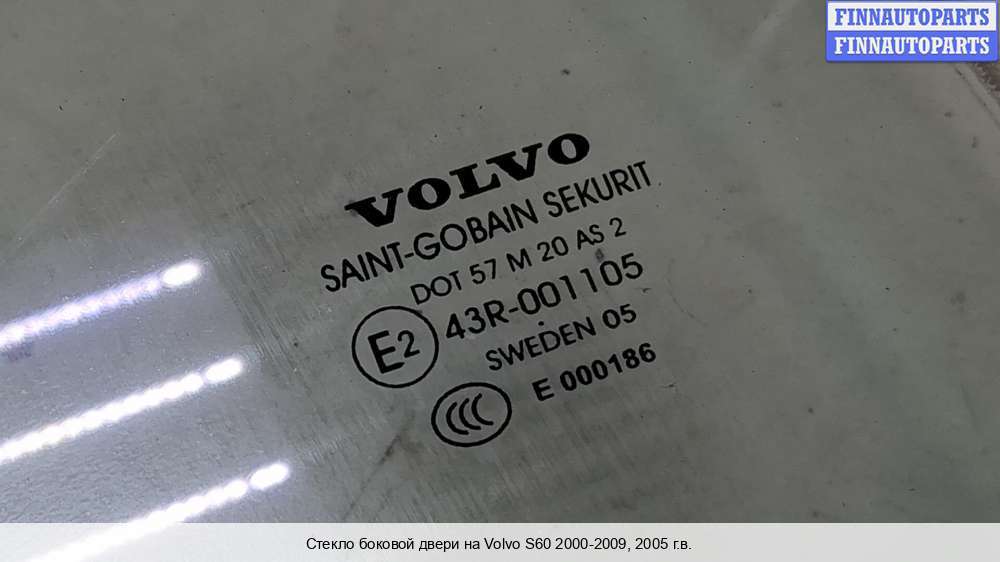 FINNAUTOPARTS
FINNAUTOPARTS
VOLVO
SAINT-GOBAIN SEKURIT
DOT 57 M 20 AS 2
E2 43R-001105
SWEDEN 05
CCC E 000186
Стекло боковой двери на Volvo S60 2000-2009, 2005 г.в.